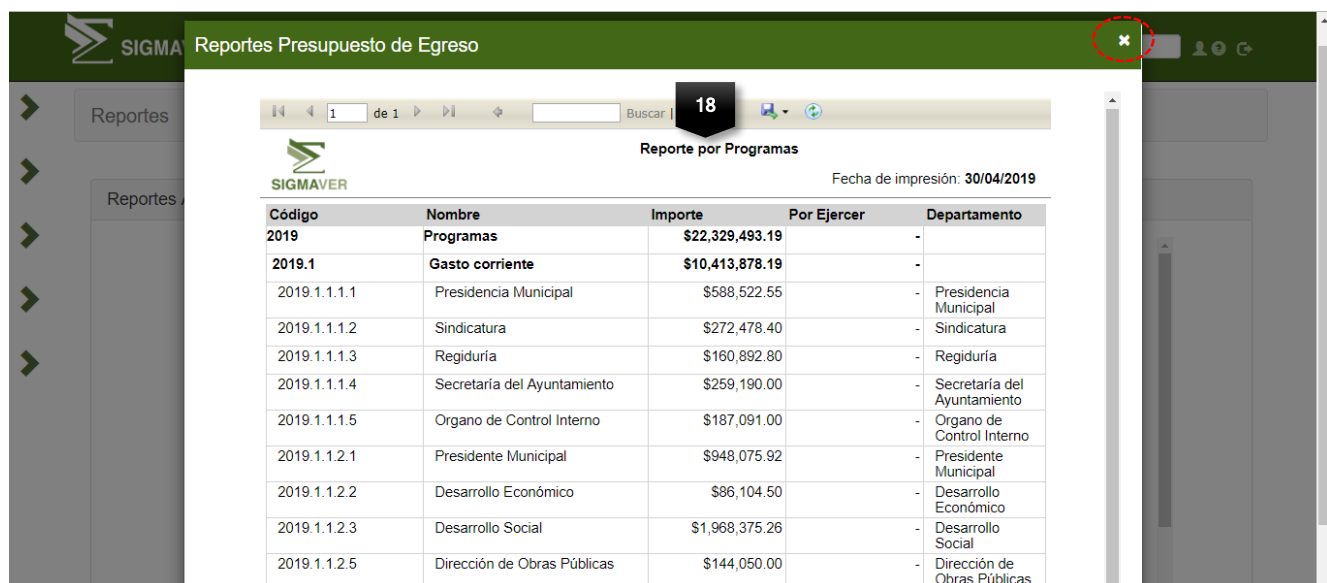 SIGMA
Reportes Presupuesto de Egreso
Reportes
1 de 1 Buscar |
18
SIGMAVER
Reporte por Programas
Fecha de impresión: 30/04/2019
Reportes
Código Nombre Importe Por Ejercer Departamento
2019 Programas $22,329,493.19 -
2019.1 Gasto corriente $10,413,878.19 -
2019.1.1.1.1 Presidencia Municipal $588,522.55 - Presidencia
Municipal
2019.1.1.1.2 Sindicatura $272,478.40 - Sindicatura
2019.1.1.1.3 Regiduría $160,892.80 - Regiduría
2019.1.1.1.4 Secretaría del Ayuntamiento $259,190.00 - Secretaría del
Ayuntamiento
2019.1.1.1.5 Organo de Control Interno $187,091.00 - Organo de
Control Interno
2019.1.1.2.1 Presidente Municipal $948,075.92 - Presidente
Municipal
2019.1.1.2.2 Desarrollo Económico $86,104.50 - Desarrollo
Económico
2019.1.1.2.3 Desarrollo Social $1,968,375.26 - Desarrollo
Social
2019.1.1.2.5 Dirección de Obras Públicas $144,050.00 - Dirección de
Obras Públicas